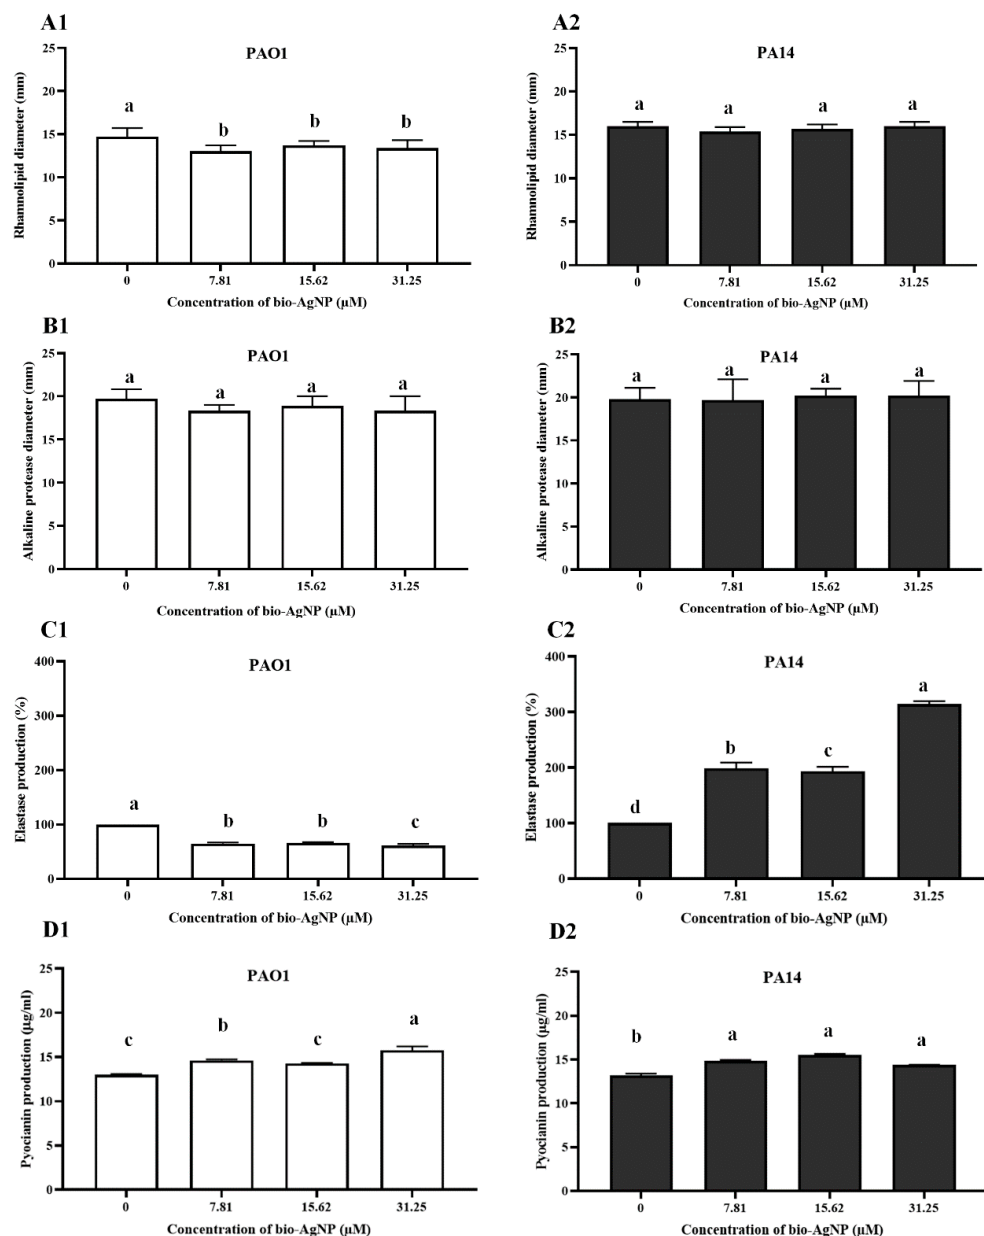 A1
PAO1
Rhamnolipid diameter (mm)
25
20
15
10
5
0
a
b
b
b
0 7.81 15.62 31.25
Concentration of bio-AgNP (µM)
A2
PA14
Rhamnolipid diameter (mm)
25
20
15
10
5
0
a
a
a
a
0 7.81 15.62 31.25
Concentration of bio-AgNP (µM)
B1
PAO1
Alkaline protease diameter (mm)
25
20
15
10
5
0
a
a
a
a
0 7.81 15.62 31.25
Concentration of bio-AgNP (µM)
B2
PA14
Alkaline protease diameter (mm)
25
20
15
10
5
0
a
a
a
a
0 7.81 15.62 31.25
Concentration of bio-AgNP (µM)
C1
PAO1
Elastase production (%)
400
300
200
100
0
a
b
b
c
0 7.81 15.62 31.25
Concentration of bio-AgNP (µM)
C2
PA14
Elastase production (%)
400
300
200
100
0
d
b
c
a
0 7.81 15.62 31.25
Concentration of bio-AgNP (µM)
D1
PAO1
Pyocianin production (µg/ml)
25
20
15
10
5
0
c
b
c
a
0 7.81 15.62 31.25
Concentration of bio-AgNP (µM)
D2
PA14
Pyocianin production (µg/ml)
25
20
15
10
5
0
b
a
a
a
0 7.81 15.62 31.25
Concentration of bio-AgNP (µM)